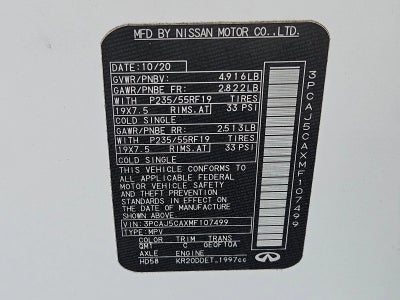 MFD BY NISSAN MOTOR CO.,LTD.
DATE:10/20
GVWR/PNBV: 4,916LB
GAWR/PNBE FR: 2,822LB
WITH P235/55RF19 TIRES
19X7.5 RIMS,AT 33 PSI
COLD SINGLE
GAWR/PNBE RR: 2,513LB
WITH P235/55RF19 TIRES
19X7.5 RIMS,AT 33 PSI
COLD SINGLE
THIS VEHICLE CONFORMS
TO ALL APPLICABLE FEDERAL
MOTOR VEHICLE SAFETY
AND THEFT PREVENTION
STANDARDS IN EFFECT
ON THE DATE OF MANUFACTURE
SHOWN ABOVE.
VIN:3PCAJ5CAXMF107499
TYPE:MPV
COLOR TRIM TRANS
QM1 C GE0F10A
AXLE ENGINE
HD58 KR20DDET 1997cc
3PCAJ5CAXMF107499